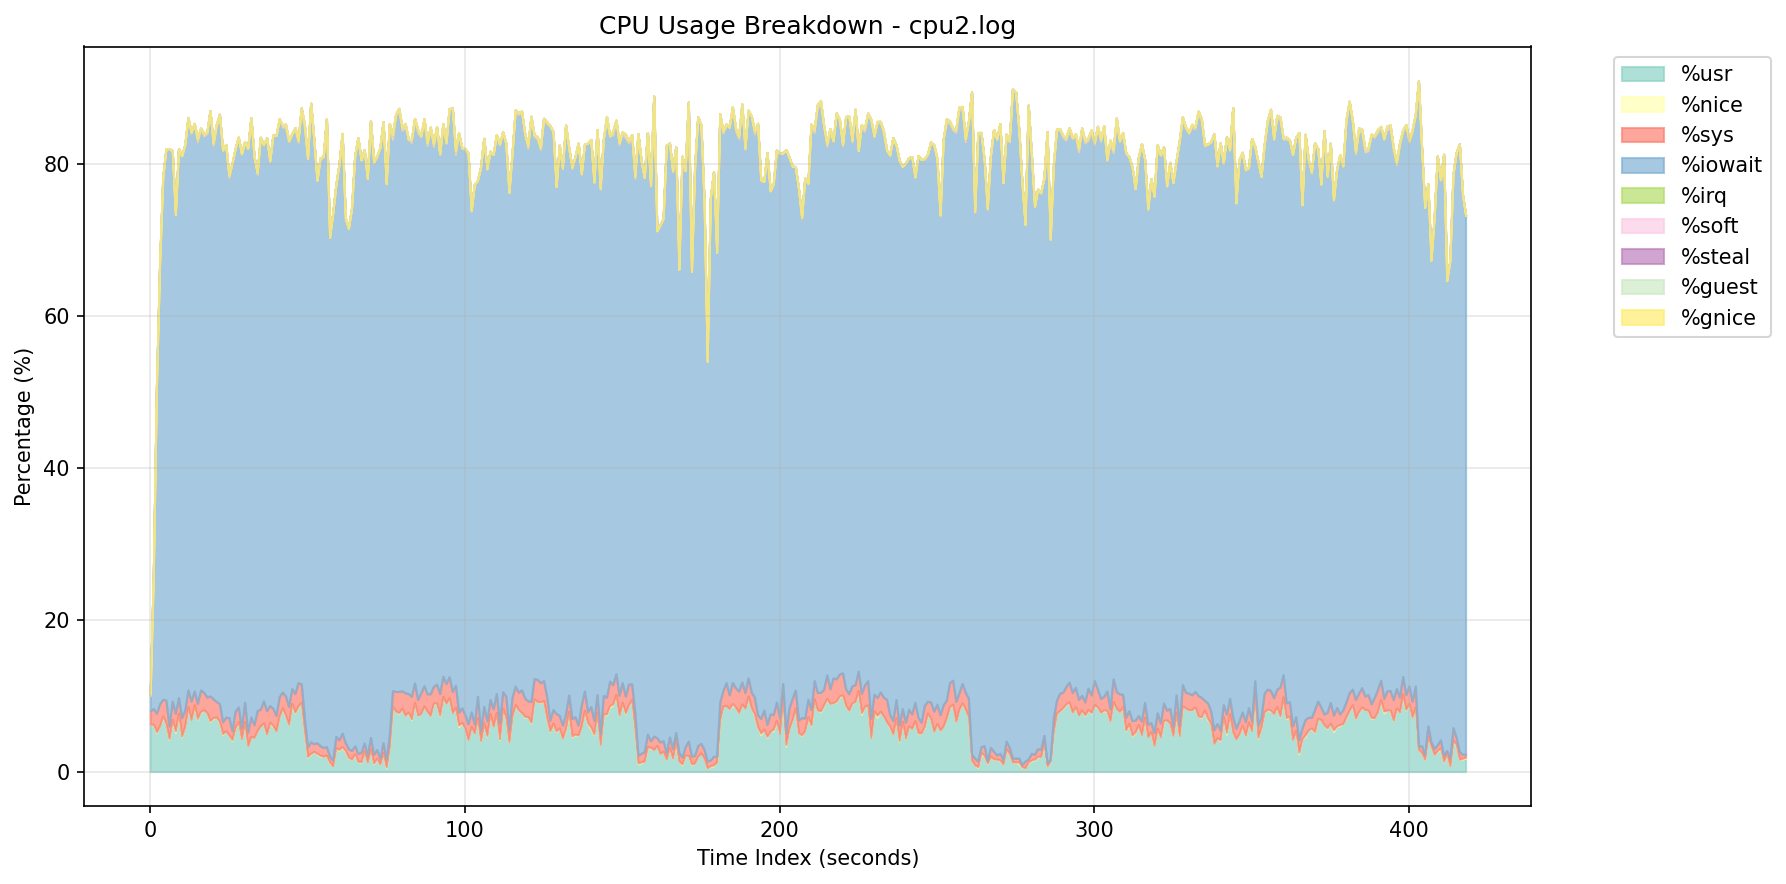 CPU Usage Breakdown - cpu2.log
Percentage (%)
80
60
40
20
0
0 100 200 300 400
Time Index (seconds)
%usr
%nice
%sys
%iowait
%irq
%soft
%steal
%guest
%gnice